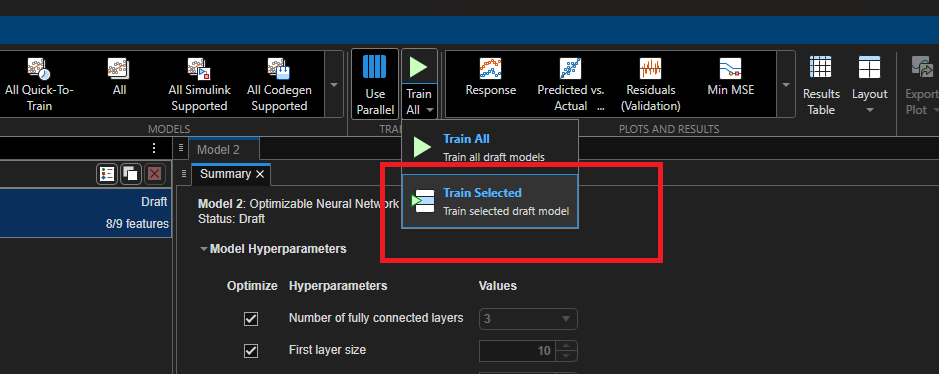 All Quick-To-
Train
All
All Simulink
Supported
All Codegen
Supported
Use
Parallel
Train
All
Response
Predicted vs.
Actual ...
Residuals
(Validation)
Min MSE
Results
Table
Layout
Export
Plot
MODELS
TRAI
PLOTS AND RESULTS
Train All
Train all draft models
Train Selected
Train selected draft model
Model 2
Summary
Draft
8/9 features
Model 2: Optimizable Neural Network
Status: Draft
Model Hyperparameters
Optimize Hyperparameters Values
Number of fully connected layers 3
First layer size 10